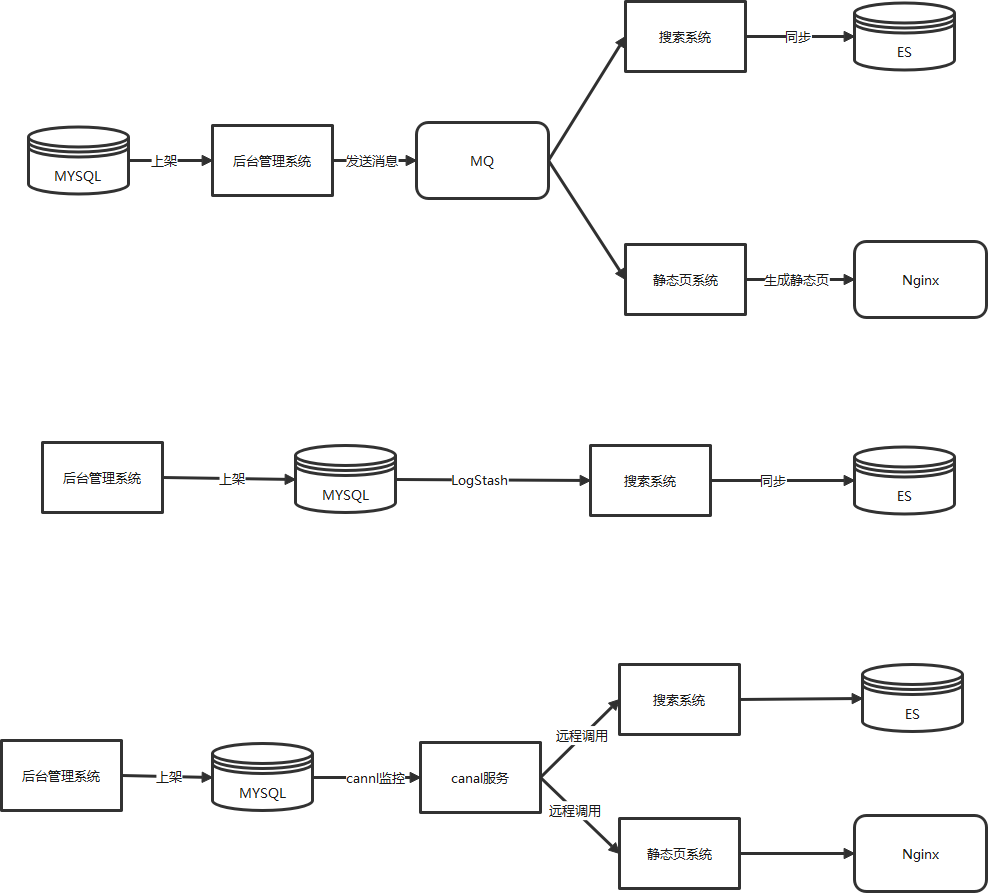 搜索系统
同步
ES
MYSQL
上架
后台管理系统
发送消息
MQ
静态页系统
生成静态页
Nginx
后台管理系统
上架
MYSQL
LogStash
搜索系统
同步
ES
搜索系统
ES
远程调用
后台管理系统
上架
MYSQL
cannl监控
canal服务
远程调用
静态页系统
Nginx